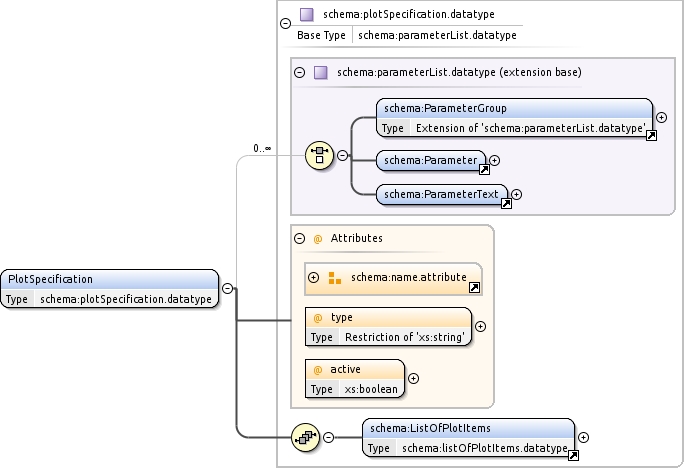 schema:plotSpecification.datatype
Base Type schema:parameterList.datatype
schema:parameterList.datatype (extension base)
schema:ParameterGroup
Type Extension of 'schema:parameterList.datatype'
0..∞
schema:Parameter
schema:ParameterText
@ Attributes
schema:name.attribute
PlotSpecification
Type schema:plotSpecification.datatype
@ type
Type Restriction of 'xs:string'
@ active
Type xs:boolean
schema:ListOfPlotItems
Type schema:listOfPlotItems.datatype